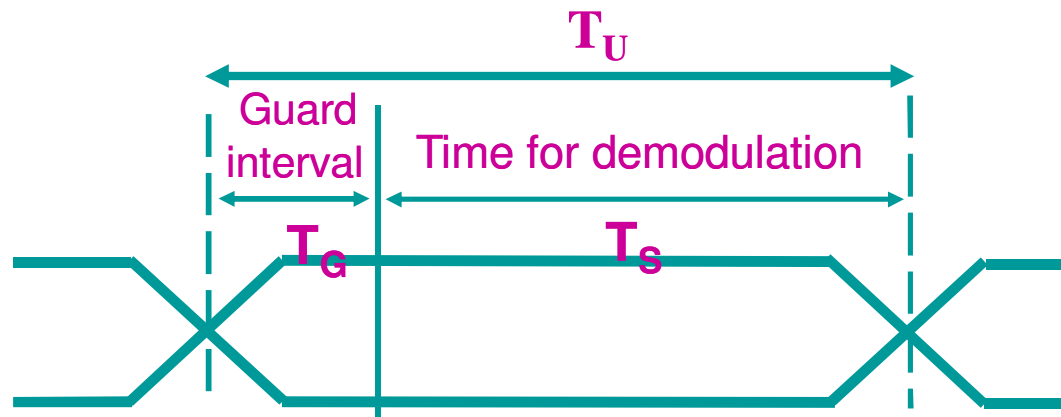 T_U
Guard
interval
Time for demodulation
T_G
T_S